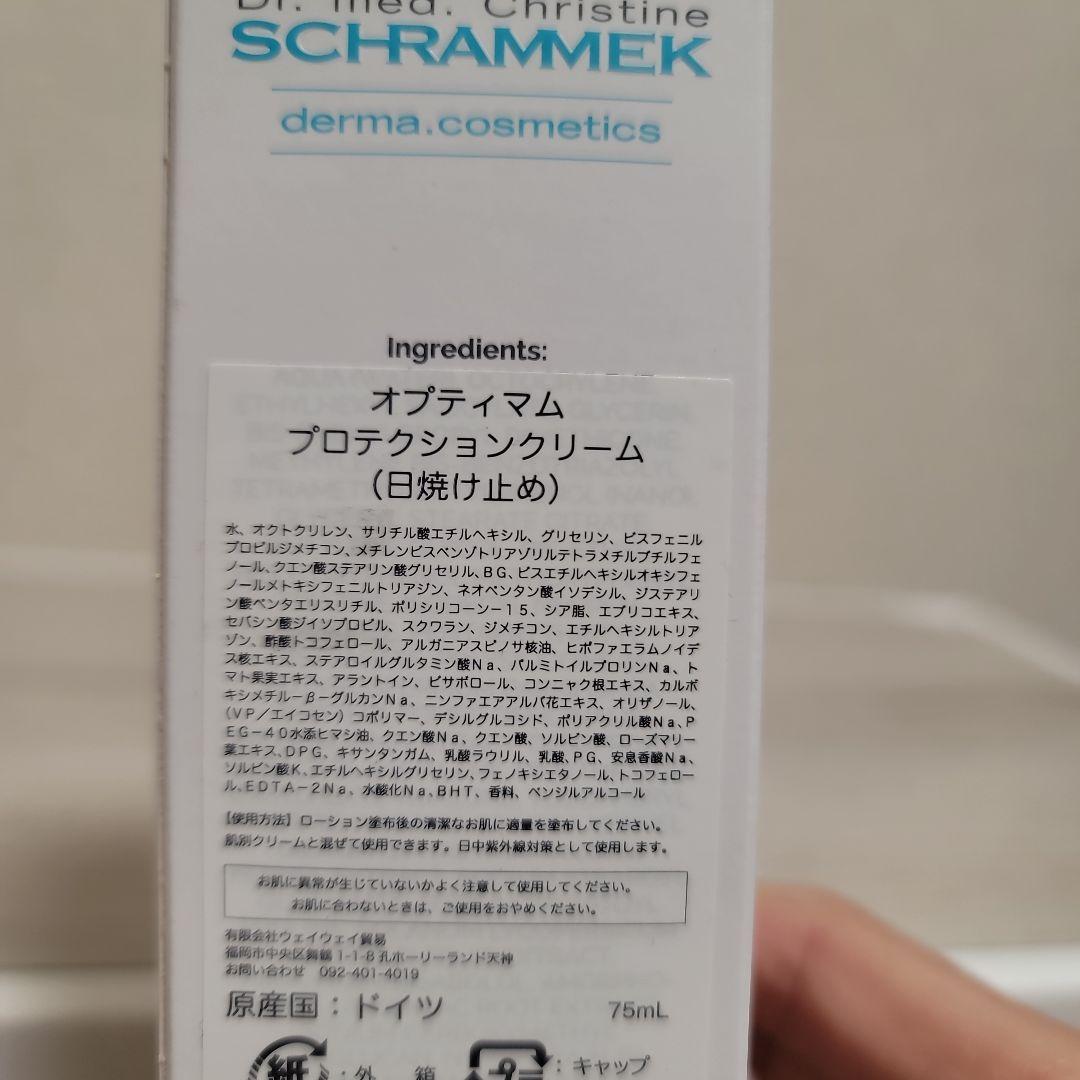 Dr. med. Christine
SCHRAMMEK
derma.cosmetics
Ingredients:
オプティマム
プロテクションクリーム
(日焼け止め)
水、オクトクリレン、サリチル酸エチルヘキシル、グリセリン、ビスフェニル
プロピルジメチコン、メチレンビスベンゾトリアゾリルテトラメチルブチルフェ
ノール、クエン酸ステアリン酸グリセリル、BG、ビスエチルヘキシルオキシフェ
ノールメトキシフェニルトリアジン、ネオペンタン酸イソデシル、ジステアリ
ン酸ペンタエリスリチル、ポリシリコーン-15、シア脂、エプリコエキス、
セバシン酸ジイソプロピル、スクワラン、ジメチコン、エチルヘキシルトリア
ゾン、酢酸トコフェロール、アルガニアスピノサ核油、ヒポファエラムノイデ
ス核エキス、ステアロイルグルタミン酸Na、パルミトイルプロリンNa、ト
マト果実エキス、アラントイン、ビサボロール、コンニャク根エキス、カルボ
キシメチル-β-グルカンNa、ニンファエアアルバ花エキス、オリザノール、
(VP/エイコセン)コポリマー、デシルグルコシド、ポリアクリル酸Na、P
EG-40水添ヒマシ油、クエン酸Na、クエン酸、ソルビン酸、ローズマリー
葉エキス、DPG、キサンタンガム、乳酸ラウリル、乳酸、PG、安息香酸Na、
ソルビン酸K、エチルヘキシルグリセリン、フェノキシエタノール、トコフェロー
ル、EDTA-2Na、水酸化Na、BHT、香料、ベンジルアルコール
【使用方法】ローション塗布後の清潔なお肌に適量を塗布してください。
肌別クリームと混ぜて使用できます。日中紫外線対策として使用します。
お肌に異常が生じていないかよく注意して使用してください。
お肌に合わないときは、ご使用をおやめください。
有限会社ウェイウェイ貿易
福岡市中央区舞鶴1-1-8孔ホーリーランド天神
お問い合わせ 092-401-4019
原産国：ドイツ 75mL
紙：外 箱 プ：キャップ